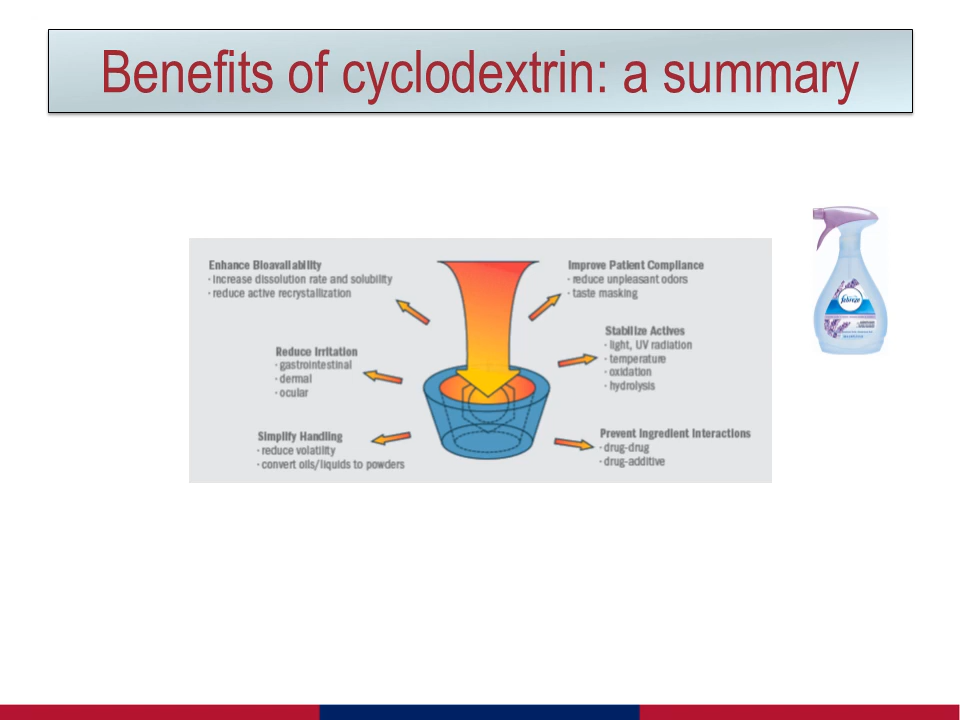 Benefits of cyclodextrin: a summary
Enhance Bioavailability
· increase dissolution rate and solubility
· reduce active recrystallization
Reduce Irritation
· gastrointestinal
· dermal
· ocular
Simplify Handling
· reduce volatility
· convert oils/liquids to powders
Improve Patient Compliance
· reduce unpleasant odors
· taste masking
Stabilize Actives
· light, UV radiation
· temperature
· oxidation
· hydrolysis
Prevent Ingredient Interactions
· drug-drug
· drug-additive
febreze